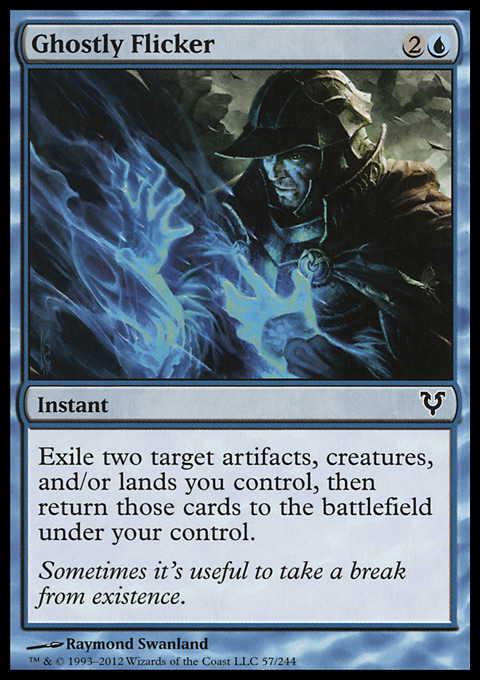 Ghostly Flicker 2
Instant
Exile two target artifacts, creatures,
and/or lands you control, then
return those cards to the battlefield
under your control.
Sometimes it's useful to take a break
from existence.
Raymond Swanland
™ & © 1993–2012 Wizards of the Coast LLC 57/244